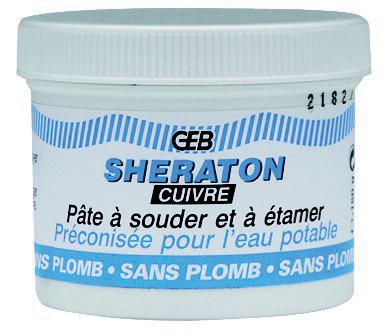 2182
GEB
SHERATON
CUIVRE
Pâte à souder et à étamer
Préconisée pour l'eau potable
SANS PLOMB • SANS PLOMB • SANS PLOMB